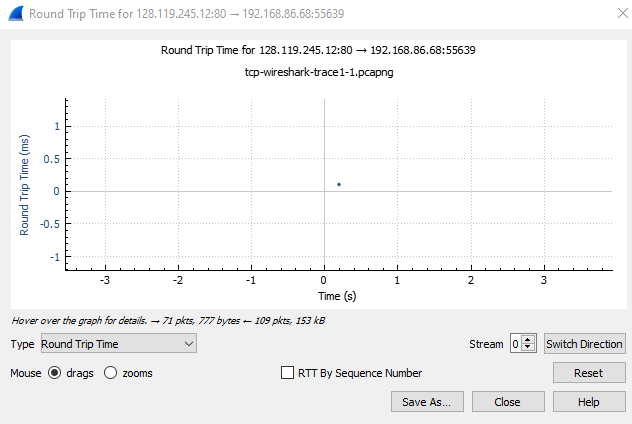 Round Trip Time for 128.119.245.12:80 → 192.168.86.68:55639
Round Trip Time for 128.119.245.12:80 → 192.168.86.68:55639
tcp-wireshark-trace1-1.pcapng
Round Trip Time (ms)
1
0.5
0
-0.5
-1
-3 -2 -1 0 1 2 3
Time (s)
Hover over the graph for details. → 71 pkts, 777 bytes ← 109 pkts, 153 kB
Type Round Trip Time Stream 0 Switch Direction
Mouse drags zooms RTT By Sequence Number Reset
Save As... Close Help